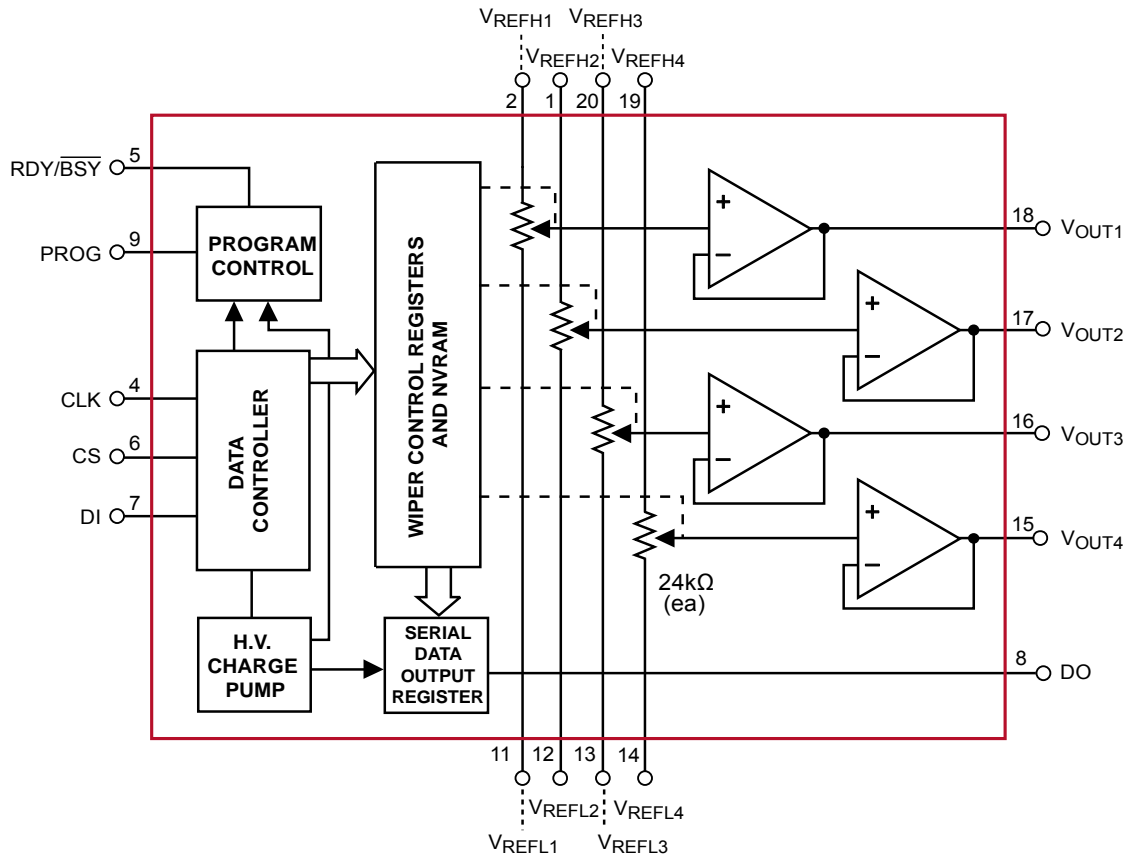 VREFH1 VREFH3
VREFH2 VREFH4
2 1 20 19
RDY/BSY 5
PROG 9
PROGRAM
CONTROL
CLK 4
CS 6
DI 7
DATA
CONTROLLER
H.V.
CHARGE
PUMP
WIPER CONTROL REGISTERS
AND NVRAM
SERIAL
DATA
OUTPUT
REGISTER
24kΩ
(ea)
+
−
18 VOUT1
+
−
17 VOUT2
+
−
16 VOUT3
+
−
15 VOUT4
8 DO
11 12 13 14
VREFL2 VREFL4
VREFL1 VREFL3